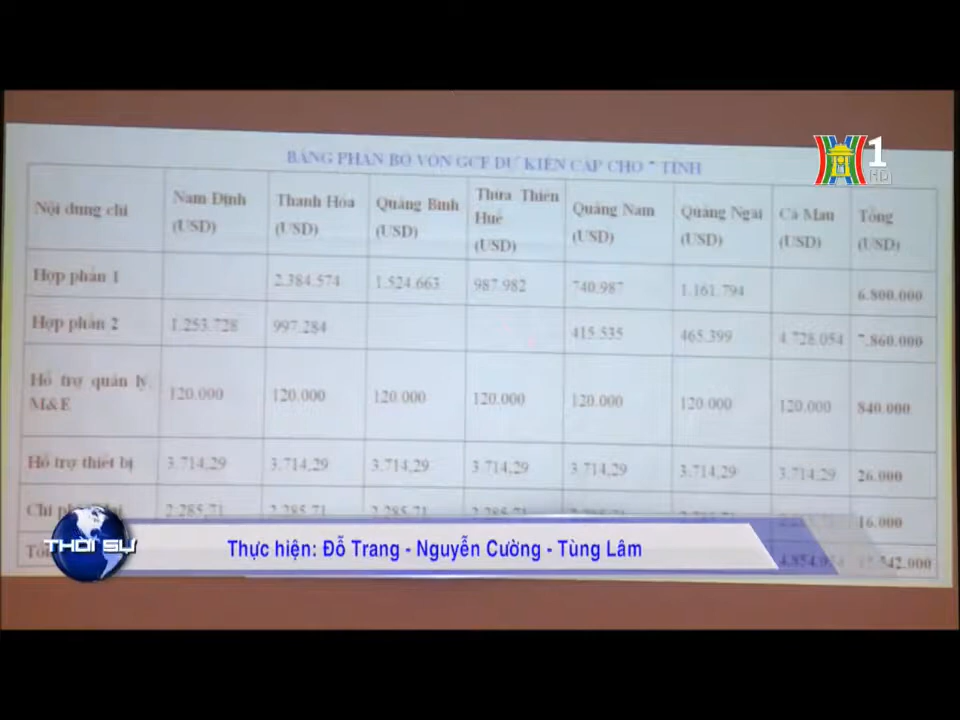 1
HD
BẢNG PHÂN BỔ VỐN GCF DỰ KIẾN CẤP CHO 7 TỈNH
Nội dung chi Nam Định (USD) Thanh Hóa (USD) Quảng Bình (USD) Thừa Thiên Huế (USD) Quảng Nam (USD) Quảng Ngãi (USD) Cà Mau (USD) Tổng (USD)
Hợp phần 1 2.384.574 1.524.663 987.982 740.987 1.161.794 6.800.000
Hợp phần 2 1.253.728 997.284 415.535 465.399 4.728.054 7.860.000
Hỗ trợ quản lý, M&E 120.000 120.000 120.000 120.000 120.000 120.000 120.000 840.000
Hỗ trợ thiết bị 3.714,29 3.714,29 3.714,29 3.714,29 3.714,29 3.714,29 3.714,29 26.000
2.285,71 2.285,71 2.285,71 16.000
THỜI SỰ
Thực hiện: Đỗ Trang - Nguyễn Cường - Tùng Lâm